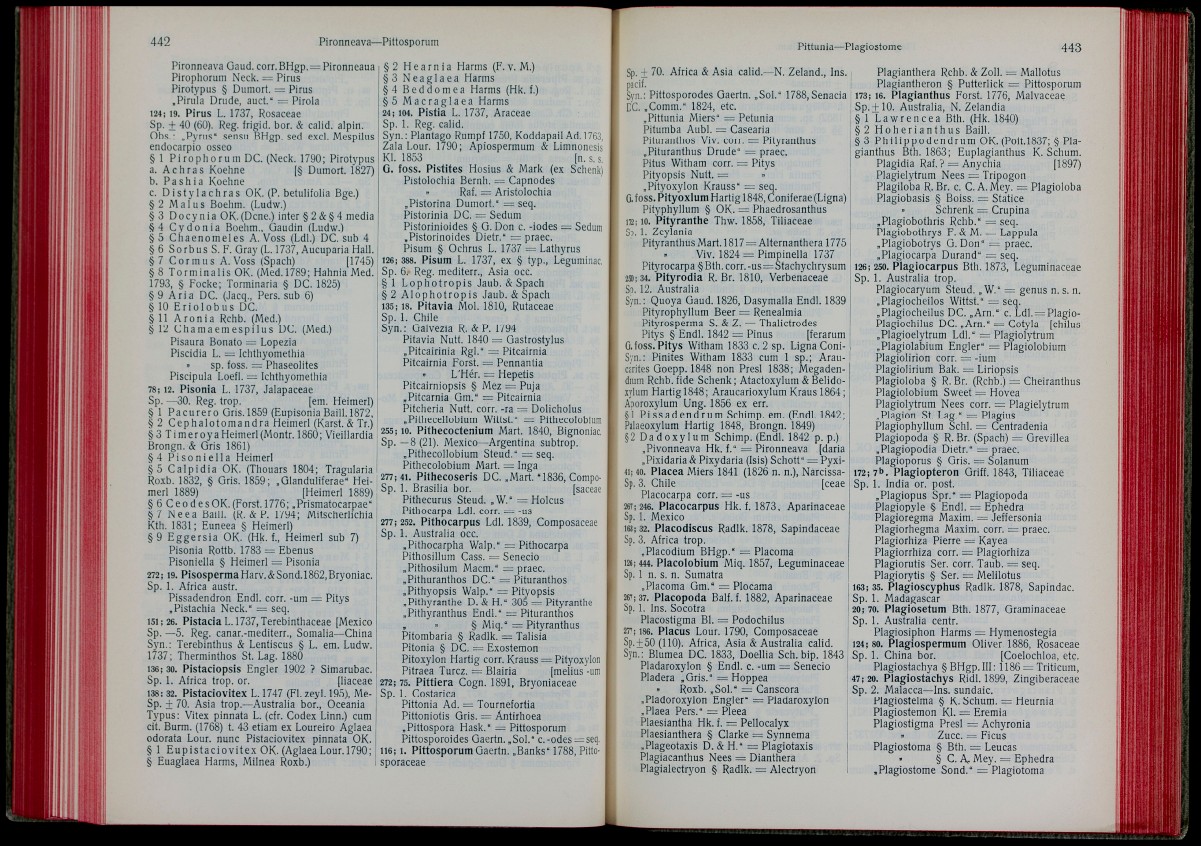 442
Pironneava—Pittosporum
Pironneava Gaud. corr. BHgp. = Pironneaua
Pirophorum Neck. = Pirus
Pirotypus § Dumort. = Pirus
„Pirula Drude, auct.“ = Pirola
124; 19. Pirus L. 1737, Rosaceae
Sp. ± 40 (60). Reg. frigid. bor. & calid. alpin.
Obs.: „Pyrus“ sensu BHgp. sed excl. Mespilus
endocarpio osseo
§ 1 Pirophorum DC. (Neck. 1790; Pirotypus
a. Achras Koehne [§ Dumort. 1827)
b. Pashia Koehne
c. Distylachras OK. (P. betulifolia Bge.)
§ 2 Malus Boehm. (Ludw.)
§ 3 Docynia OK. (Dcne.) inter § 2 & § 4 media
§ 4 Cydonia Boehm., Gaudin (Ludw.)
§ 5 Chaenomeles A. Voss (Ldl.) DC. sub 4
§ 6 Sorbus S. F. Gray (L. 1737, Aucuparia Hall.
§ 7 Cormus A. Voss (Spach) [1745)
§ 8 Torminalis OK. (Med. 1789; Hahnia Med.
1793, § Focke; Torminaria § DC. 1825)
§ 9 Aria DC. (Jacq., Pers. sub 6)
§ 10 Eriolobus DC.
§ 11 Aronia Rchb. (Med.)
§ 12 Chamaemespilus DC. (Med.)
Pisaura Bonato = Lopezia
Piscidia L. = Ichthyomethia
„ sp. foss. = Phaseolites
Piscipula Loefl. = Ichthyomethia
78; 12. Pisonia L. 1737, Jalapaceae
Sp. —30. Reg. trop. [em. Heimerl)
§ 1 Pacurero Gris. 1859 (Eupisonia Baill. 1872,
§ 2 Cephalotomandra Heimerl (Karst. & Tr.)
§ 3 Timeroya Heimerl (Montr. 1860; Vieillardia
Brongn. & Gris 1861)
§ 4 Pisoniella Heimerl
§ 5 Calpidia OK. (Thouars 1804; Tragularia
Roxb. 1832, § Gris. 1859; „Glanduliferae“ Hei-
merl 1889) [Heimerl 1889)
§ 6 Ceodes OK. (Forst. 1776; „Prismatocarpae“
§ 7 Neea Baill. (R. & P. 1794; Mitscherlichia
Kth. 1831; Euneea § Heimerl)
§ 9 Eggersia OK. (Hk. f., Heimerl sub 7)
Pisonia Rottb. 1783 = Ebenus
Pisoniella § Heimerl = Pisonia
272; 19. Pisosperma Harv. & Sond. 1862, Bryoniac.
Sp. 1. Africa austr.
Pissadendron Endl. corr. -um = Pitys
„Pistachia Neck.“ = seq.
151; 26. Pistacia L. 1737, Terebinthaceae [Mexico
Sp. —5. Reg. canar.-mediterr., Somalia—China
Syn.: Terebinthus & Lentiscus § L. em. Ludw.
1737; Therminthos St. Lag. 1880
136; 30. Pistaciopsis Engler 1902 ? Simarubac.
Sp. 1. Africa trop. or. [liaceae
138; 32. Pistaciovitex L. 1747 (Fl. zeyl. 195), Me-
Sp. ± 70. Asia trop.—Australia bor., Oceania
Typus: Vitex pinnata L. (cfr. Codex Linn.) cum
cit. Burm. (1768) t. 43 etiam ex Loureiro Aglaea
odorata Lour. nunc Pistaciovitex pinnata OK.
§ 1 Eupistaciovitex OK. (Aglaea Lour. 1790;
§ Euaglaea Harms, Milnea Roxb.)
§ 2 Hearnia Harms (F. v. M.)
§ 3 Neaglaea Harms
§ 4 Beddomea Harms (Hk. f.)
§ 5 Macraglaea Harms
24; 104. Pistia L. 1737, Araceae
Sp. 1. Reg. calid.
Syn.: Plantago Rumpf 1750, Koddapail Ad. 1763,
Zala Lour. 1790; Apiospermum & Limnonesis
Kl. 1853 [n. s. s.
G. foss. Pistites Hosius & Mark (ex Schenk)
Pistolochia Bernh. = Capnodes
„ Raf. = Aristolochia
„Pistorina Dumort.“ = seq.
Pistorinia DC. = Sedum
Pistorinioides § G. Don c. -iodes = Sedum
„Pistorinoides Dietr.“ = praec.
Pisum § Ochrus L. 1737 = Lathyrus
126; 388. Pisum L. 1737, ex § typ., Leguminac.
Sp. 6. Reg. mediterr., Asia occ.
§ 1 Lophotropis Jaub. & Spach
§ 2 Alophotropis Jaub. & Spach
135; 18. Pitavia Mol. 1810, Rutaceae
Sp. 1. Chile
Syn.: Galvezia R. & P. 1794
Pitavia Nutt. 1840 = Gastrostylus
„Pitcairinia Rgl.“ = Pitcairnia
Pitcairnia Forst. = Pennantia
„ L'Hér. = Hepetis
Pitcairniopsis § Mez = Puja
„Pitcarnia Gm.“ = Pitcairnia
Pitcheria Nutt. corr. -ra = Dolicholus
„Pithecellobium Wittst.“ = Pithecolobium
255; 10. Pithecoctenium Mart. 1840, Bignoniac.
Sp. —8 (21). Mexico—Argentina subtrop.
„Pithecollobium Steud.“ = seq.
Pithecolobium Mart. = Inga
277; 41. Pithecoseris DC. „Mart.“ 1836, Compo-
Sp. 1. Brasilia bor. [saceae
Pithecurus Steud. „W.“ = Holcus
Pithocarpa Ldl. corr. = -us
277; 252. Pithocarpus Ldl. 1839, Composaceae
Sp. 1. Australia occ.
„Pithocarpha Walp.“ = Pithocarpa
Pithosillum Cass. = Senecio
„Pithosilum Macm.“ = praec.
„Pithuranthos DC.“ = Pituranthos
„Pithyopsis Walp.“ = Pityopsis
„Pithyranthe D. & H.“ 305 = Pityranthe
„Pithyranthus Endl.“ = Pituranthos
„ „ § Miq.“ = Pityranthus
Pitombaria § Radlk. = Talisia
Pitonia § DC. = Exostemon
Pitoxylon Hartig corr. Krauss = Pityoxylon
Pitraea Turcz. = Blairia [melius -um
272; 75. Pittiera Cogn. 1891, Bryoniaceae
Sp. 1. Costarica
Pittonia Ad. = Tournefortia
Pittoniotis Gris. = Antirhoea
„Pittospora Hask.“ = Pittosporum
Pittosporoides Gaertn. „Sol.“ c. -odes = seq.
116; 1. Pittosporum Gaertn. „Banks“ 1788, Pitto-
sporaceae
Pittunia—Plagiostome
443
Sp. ± 70. Africa & Asia calid.—N. Zeland., Ins.
pacif.
Syn.: Pittosporodes Gaertn. „Sol.“ 1788, Senacia
DC. „Comm.“ 1824, etc.
„Pittunia Miers“ = Petunia
Pitumba Aubl. = Casearia
Pituranthus Viv. corr. = Pityranthus
„Pituranthus Drude“ = praec.
Pitus Witham corr. = Pitys
Pityopsis Nutt. = „
„Pityoxylon Krauss“ = seq.
G. foss. Pityoxulon Hartig 1848, Coniferae (Ligna)
Pityphyllum § OK. = Phaedrosanthus
172; 10. Pityranthe Thw. 1858, Tiliaceae
Sp. 1. Zeylania
Pityranthus Mart. 1817 = Alternanthera 1775
„ Viv. 1824 = Pimpinella 1737
Pityrocarpa § Bth. corr. -us = Stachychrysum
250; 34. Pityrodia R. Br. 1810, Verbenaceae
Sp. 12. Australia
Syn.: Quoya Gaud. 1826, Dasymalla Endl. 1839
Pityrophyllum Beer = Renealmia
Pityrosperma S. & Z. — Thalictrodes
Pitys § Endl. 1842 = Pinus [ferarum
G. foss. Pitys Witham 1833 c. 2 sp. Ligna Coni-
Syn.: Pinites Witham 1833 cum 1 sp.; Arau-
cirites Goepp. 1848 non Presl 1838; Megaden-
drum Rchb. fide Schenk; Atactoxylum & Belido-
xylum Hartig 1848; Araucarioxylum Kraus 1864;
Aporoxylum Ung. 1856 ex err.
§ 1 Pissadendrum Schimp. em. (Endl. 1842;
Palaeoxylum Hartig 1848, Brongn. 1849)
§ 2 Dadoxylum Schimp. (Endl. 1842 p. p.)
„Pivonneava Hk. f.“ = Pironneava [daria
„Pixidaria & Pixydaria (Isis) Schott“ = Pyxi-
41; 40. Placea Miers 1841 (1826 n. n.), Narcissa-
Sp. 3. Chile [ceae
Placocarpa corr. = -us
267; 246. Placocarpus Hk. f. 1873, Aparinaceae
Sp. 1. Mexico
163; 32. Placodiscus Radlk. 1878, Sapindaceae
Sp. 3. Africa trop.
„Placodium BHgp.“ = Placoma
126; 444. Placolobium Miq. 1857, Leguminaceae
Sp. 1 n. s. n. Sumatra
„Placoma Gm.“ = Plocama
267; 37. Placopoda Balf. f. 1882, Aparinaceae
Sp. 1. Ins. Socotra
Placostigma Bl. = Podochilus
277; 186. Placus Lour. 1790, Composaceae
Sp. ± 50 (110). Africa, Asia & Australia calid.
Syn.: Blumea DC. 1833, Doellia Sch. bip. 1843
Pladaroxylon § Endl. c. -um = Senecio
Pladera „Gris.“ = Hoppea
„ Roxb. „Sol.“ = Canscora
„Pladoroxylon Engler“ = Pladaroxylon
„Plaea Pers.“ = Pleea
Plaesiantha Hk. f. = Pellocalyx
Plaesianthera § Clarke = Synnema
„Plageotaxis D. & H.“ = Plagiotaxis
Plagiacanthus Nees = Dianthera
Plagialectryon § Radlk. = Alectryon
Plagianthera Rchb. & Zoll. = Mallotus
Plagiantheron § Putterlick = Pittosporum
173; 16. Plagianthus Forst. 1776, Malvaceae
Sp. ± 10. Australia, N. Zelandia
§ 1 Lawrencea Bth. (Hk. 1840)
§ 2 Hoherianthus Baill.
§ 3 Philippodendrum OK. (Poit. 1837; § Pla-
gianthus Bth. 1863; Euplagianthus K. Schum.
Plagidia Raf. ? = Anychia [1897)
Plagielytrum Nees = Tripogon
Plagiloba R. Br. c. C. A. Mey. = Plagioloba
Plagiobasis § Boiss. = Statice
„ Schrenk = Crupina
„Plagiobothris Rchb.“ = seq.
Plagiobothrys F. & M. = Lappula
„Plagiobotrys G. Don“ = praec.
„Plagiocarpa Durand“ = seq.
126; 250. Plagiocarpus Bth. 1873, Leguminaceae
Sp. 1. Australia trop.
Plagiocaryum Steud. „W.“ = genus n. s. n.
„Plagiocheilos Wittst.“ = seq.
„Plagiocheilus DC. „Arn.“ c. Ldl. = Plagio-
Plagiochilus DC. „Arn.“ = Cotyla [chilus
„Plagioelytrum Ldl.“ = Plagiolytrum
„Plagiolabium Engler“ = Plagiolobium
Plagiolirion corr. = -ium
Plagiolirium Bak. = Liriopsis
Plagioloba § R. Br. (Rchb.) = Cheiranthus
Plagiolobium Sweet = Hovea
Plagiolytrum Nees corr. = Plagielytrum
„Plagion St. Lag.“ = Plagius
Plagiophyllum Schl. = Centradenia
Plagiopoda § R. Br. (Spach) = Grevillea
„Plagiopodia Dietr.“ = praec.
Plagioporus § Gris. = Solanum
172; 7b. Plagiopteron Griff. 1843, Tiliaceae
Sp. 1. India or. post.
„Plagiopus Spr.“ = Plagiopoda
Plagiopyle § Endl. = Ephedra
Plagioregma Maxim. = Jeffersonia
Plagiorhegma Maxim. corr. = praec.
Plagiorhiza Pierre = Kayea
Plagiorrhiza corr. = Plagiorhiza
Plagiorutis Ser. corr. Taub. = seq.
Plagiorytis § Ser. = Melilotus
163; 35. Plagioscyphus Radlk. 1878, Sapindac.
Sp. 1. Madagascar
20; 70. Plagiosetum Bth. 1877, Graminaceae
Sp. 1. Australia centr.
Plagiosiphon Harms = Hymenostegia
124; 80. Plagiospermum Oliver 1886, Rosaceae
Sp. 1. China bor. [Coelochloa, etc.
Plagiostachya § BHgp. III: 1186 = Triticum,
47; 20. Plagiostachys Ridl. 1899, Zingiberaceae
Sp. 2. Malacca—Ins. sundaic.
Plagiostelma § K. Schum. = Heurnia
Plagiostemon Kl. = Eremia
Plagiostigma Presl = Achyronia
„ Zucc. = Ficus
Plagiostoma § Bth. = Leucas
„ § C. A. Mey. = Ephedra
„Plagiostome Sond.“ = Plagiotoma